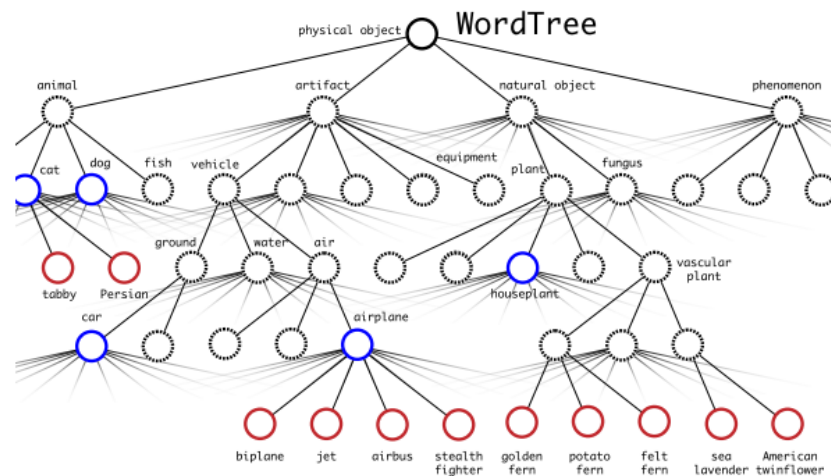 physical object
WordTree
animal
artifact
natural object
phenomenon
cat
dog
fish
vehicle
equipment
plant
fungus
ground
water
air
vascular
plant
tabby
Persian
houseplant
car
airplane
biplane
jet
airbus
stealth
fighter
golden
fern
potato
fern
felt
fern
sea
lavender
American
twinflower